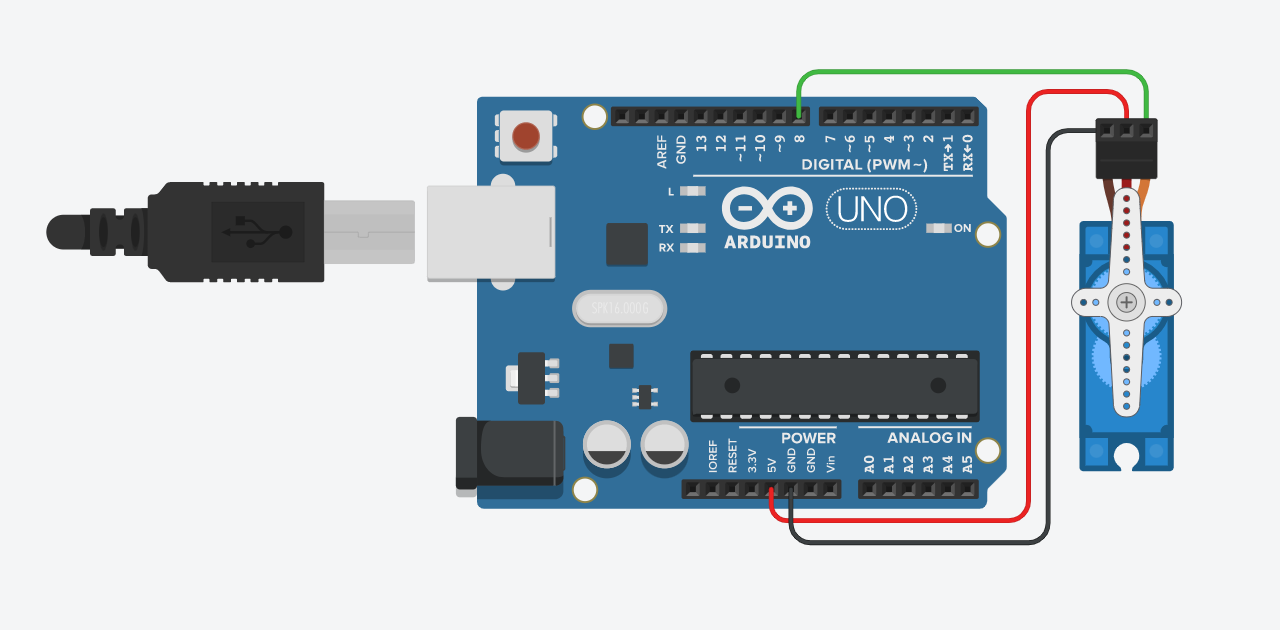 AREF
GND
13
12
~11
~10
~9
8
7
~6
~5
4
~3
2
TX→1
RX←0
DIGITAL (PWM~)
L
TX
RX
ARDUINO
UNO
ON
SPK16.000G
POWER
ANALOG IN
IOREF
RESET
3.3V
5V
GND
GND
Vin
A0
A1
A2
A3
A4
A5